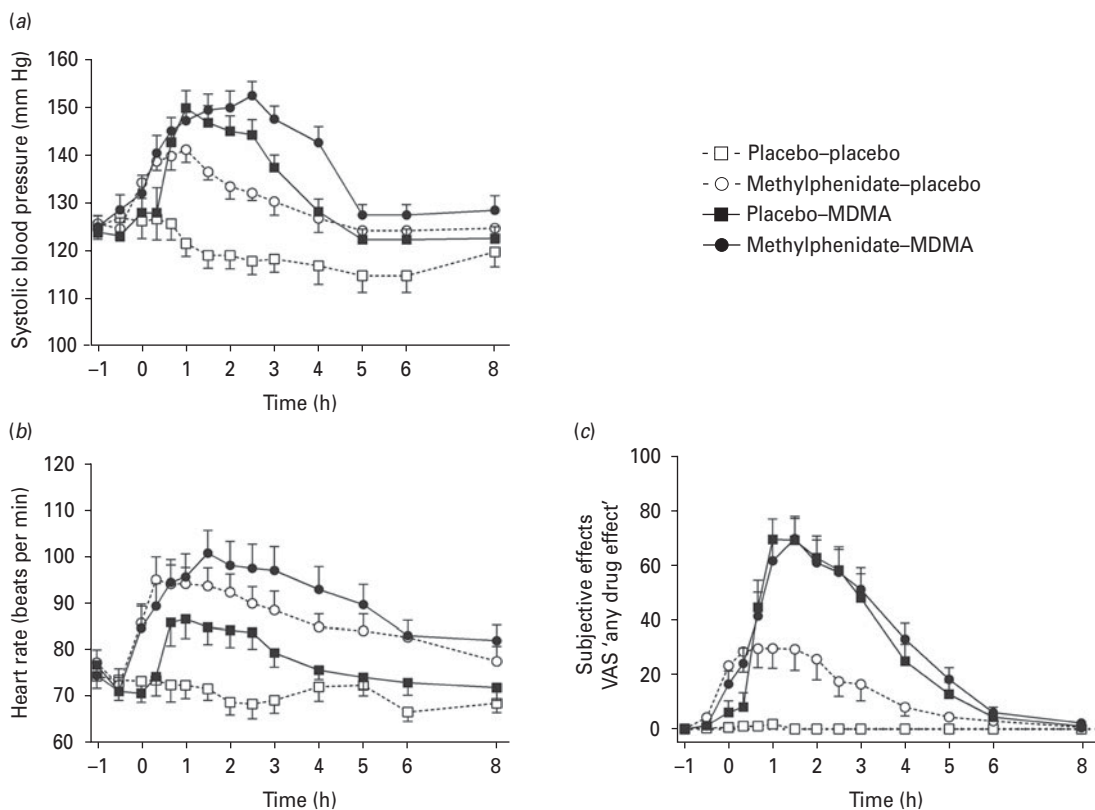 (a)
160
150
140
130
120
110
100
Systolic blood pressure (mm Hg)
–1 0 1 2 3 4 5 6 8
Time (h)
Placebo–placebo
Methylphenidate–placebo
Placebo–MDMA
Methylphenidate–MDMA
(b)
120
110
100
90
80
70
60
Heart rate (beats per min)
–1 0 1 2 3 4 5 6 8
Time (h)
(c)
100
80
60
40
20
0
Subjective effects
VAS ‘any drug effect’
–1 0 1 2 3 4 5 6 8
Time (h)